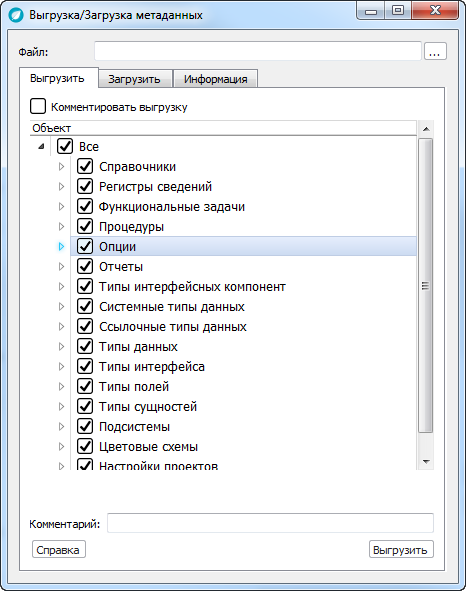 Выгрузка/Загрузка метаданных
Файл:
...
Выгрузить Загрузить Информация
Комментировать выгрузку
Объект
Все
Справочники
Регистры сведений
Функциональные задачи
Процедуры
Опции
Отчеты
Типы интерфейсных компонент
Системные типы данных
Ссылочные типы данных
Типы данных
Типы интерфейса
Типы полей
Типы сущностей
Подсистемы
Цветовые схемы
Настройки проектов
Комментарий:
Справка Выгрузить